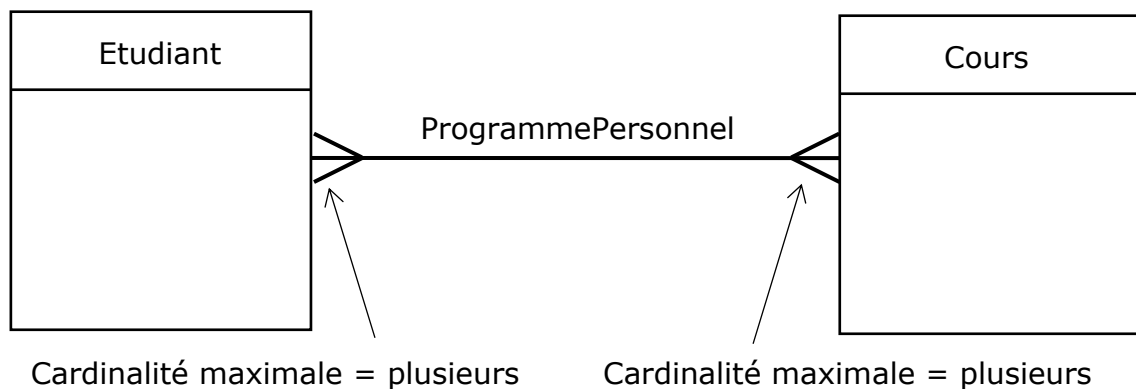 Etudiant
Cours
ProgrammePersonnel
Cardinalité maximale = plusieurs
Cardinalité maximale = plusieurs